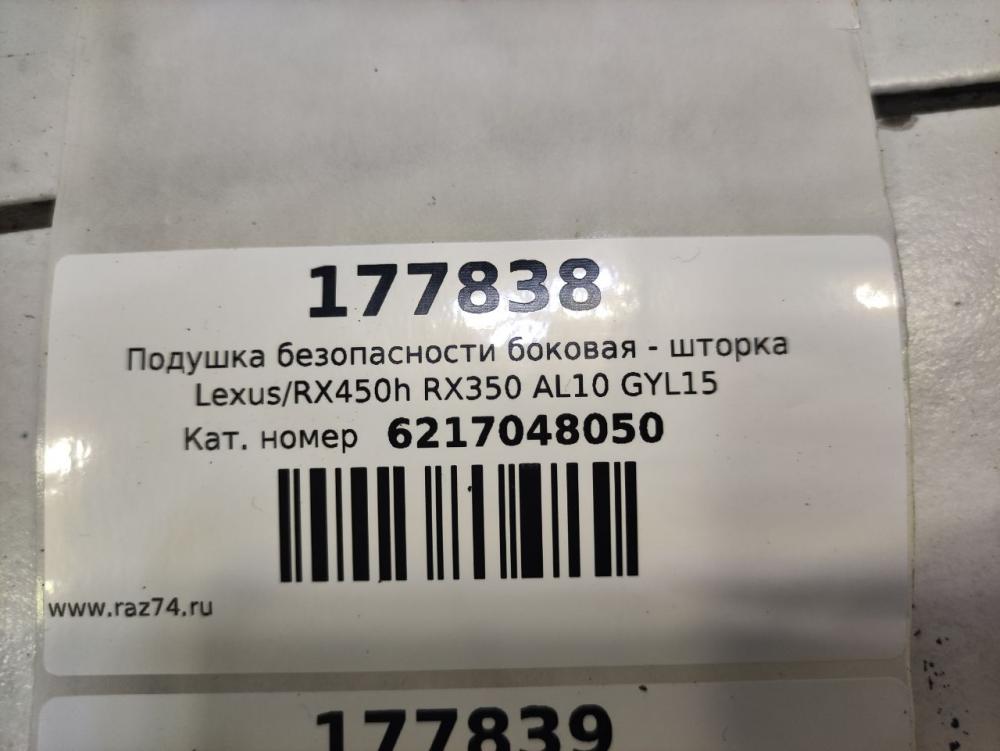 177838
Подушка безопасности боковая - шторка
Lexus/RX450h RX350 AL10 GYL15
Кат. номер 6217048050
www.raz74.ru
177839